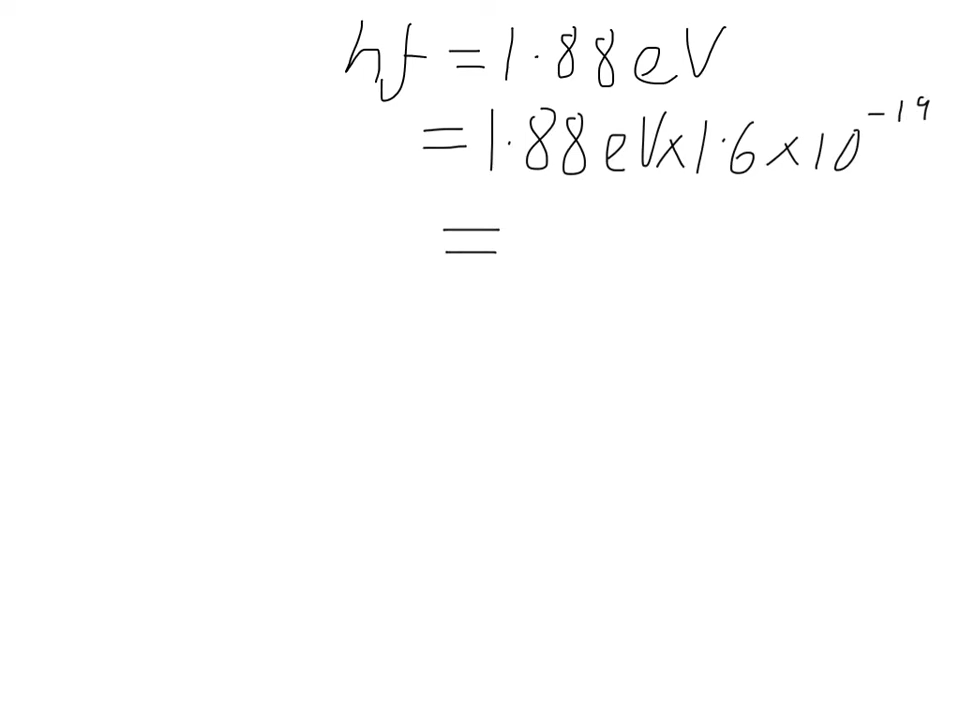 hf = 1.88eV
= 1.88eV×1.6×10⁻¹⁹
=